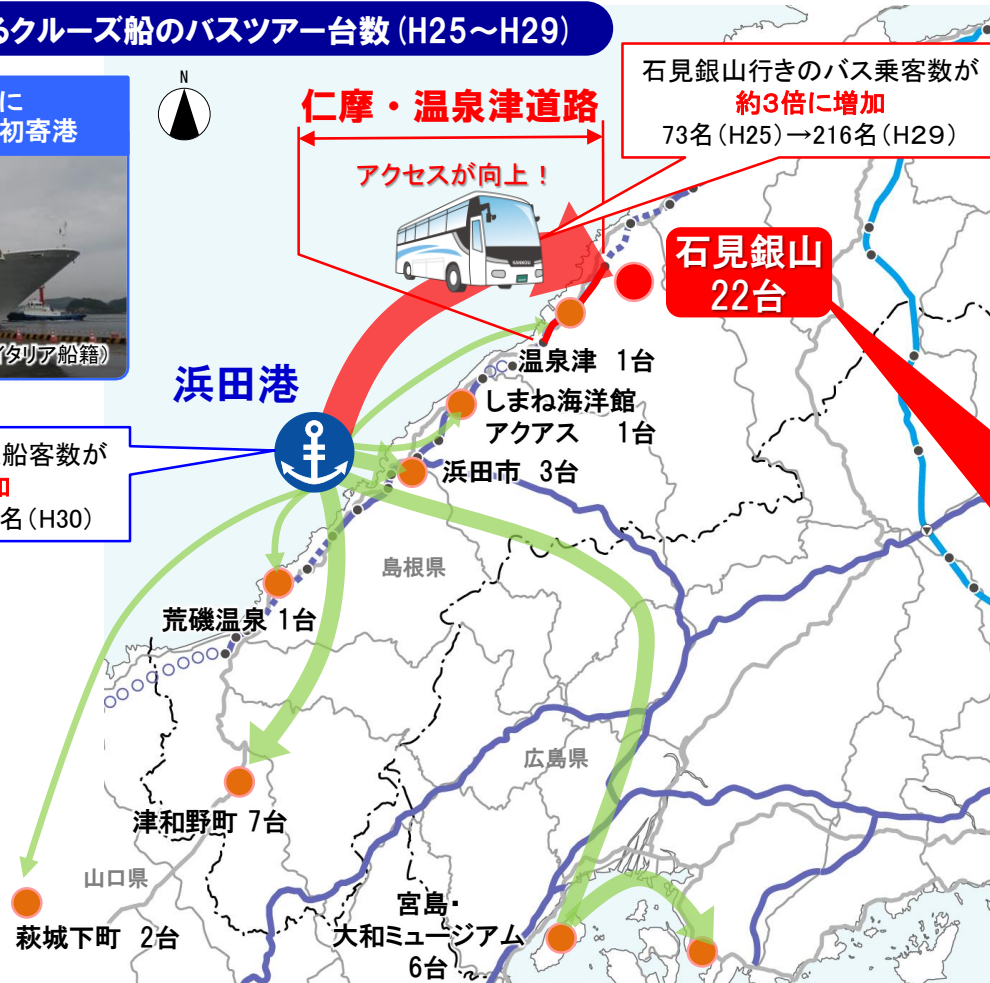 るクルーズ船のバスツアー台数(H25～H29)
に
初寄港
イタリア船籍)
N
仁摩・温泉津道路
アクセスが向上！
石見銀山行きのバス乗客数が
約3倍に増加
73名(H25)→216名(H29)
KANKOU
石見銀山
22台
浜田港
温泉津 1台
しまね海洋館
アクアス 1台
浜田市 3台
船客数が
加
名(H30)
島根県
荒磯温泉 1台
広島県
津和野町 7台
山口県
萩城下町 2台
宮島・
大和ミュージアム
6台